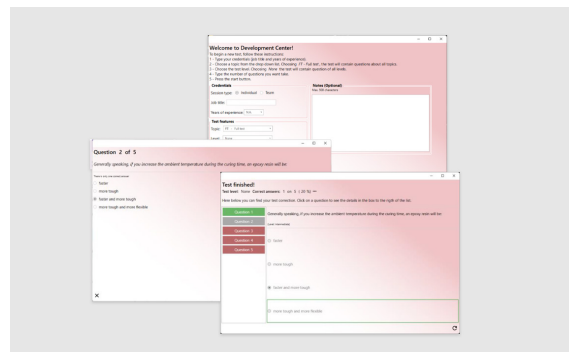 Welcome to Development Center!
To begin a new test, follow these instructions:
1 - Type your credentials (job title and years of experience).
2 - Choose a topic from the drop down list. Choosing FT - Full test, the test will contain questions about all topics.
3 - Choose the test level. Choosing None the test will contain question of all levels.
4 - Type the number of questions you want take.
5 - Press the start button
Credentials
Session type: Individual Team
Job title:
Years of experience: N/A
Test features
Topic: FT - Full test
Level: None
Notes (Optional)
Max 300 characters
Question 2 of 5
Generally speaking, if you increase the ambient temperature during the curing time, an epoxy resin will be:
faster
more tough
faster and more tough
more tough and more flexible
Test finished!
Test level: None Correct answers: 1 on 5 ( 20 %)
Here below you can find your test correction. Click on a question to see the details in the box to the rigth of the list.
Question 1
Question 2
Question 3
Question 4
Question 5
Generally speaking, if you increase the ambient temperature during the curing time, an epoxy resin will be:
faster
more tough
faster and more tough
more tough and more flexible